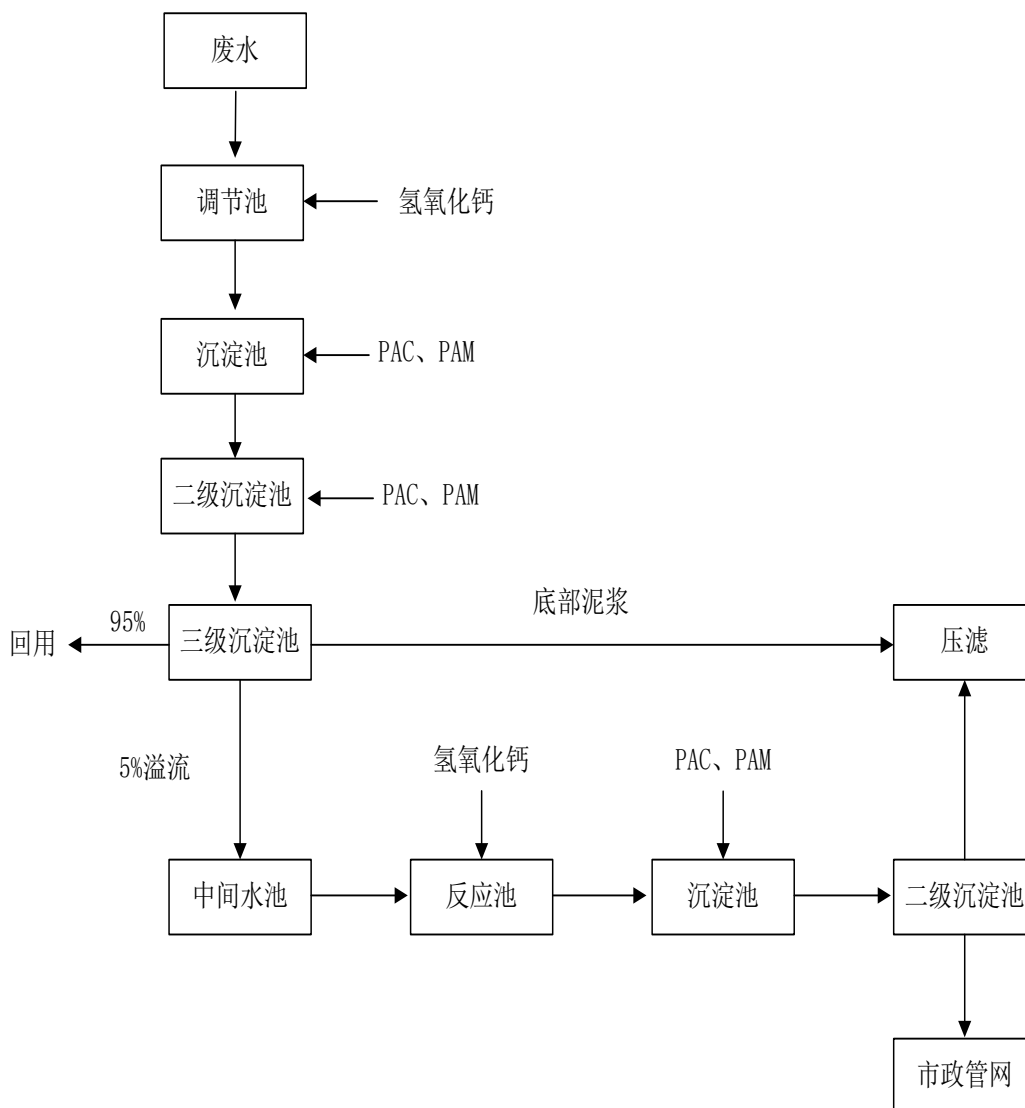 废水
调节池
氢氧化钙
沉淀池
PAC、PAM
二级沉淀池
PAC、PAM
底部泥浆
95%
回用
三级沉淀池
压滤
5%溢流
氢氧化钙
PAC、PAM
中间水池
反应池
沉淀池
二级沉淀池
市政管网